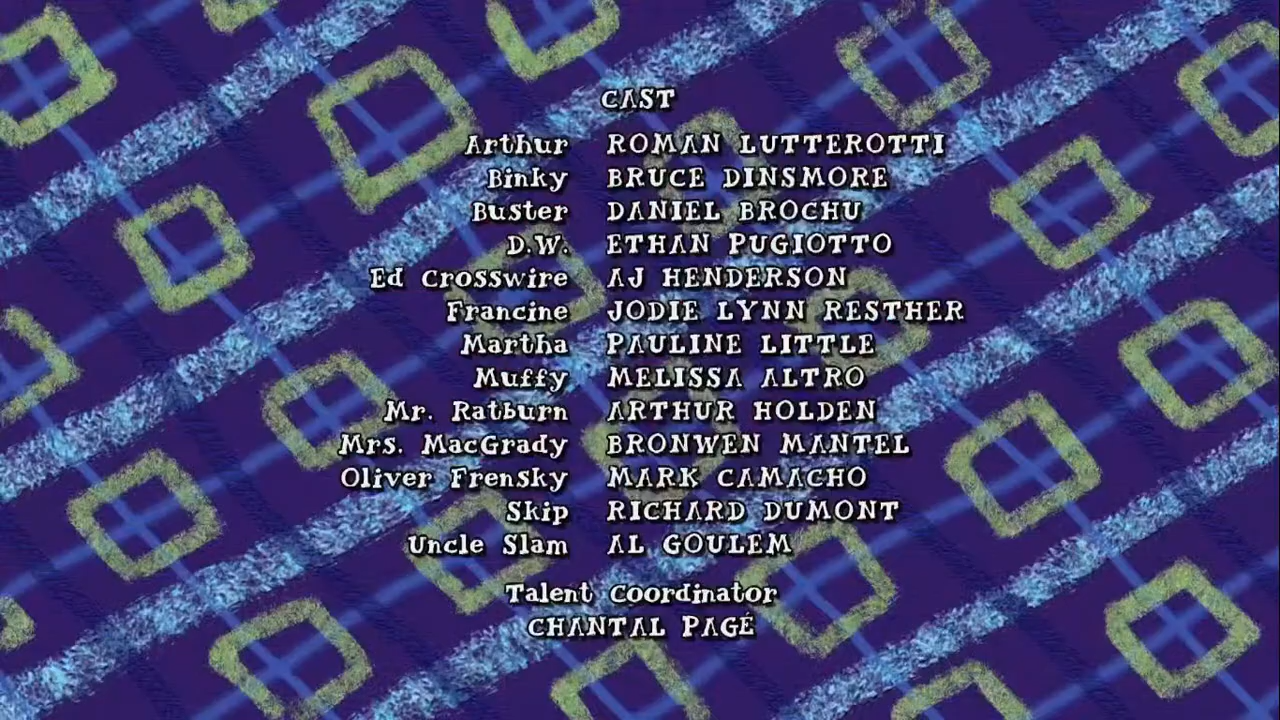 CAST
Arthur ROMAN LUTTEROTTI
Binky BRUCE DINSMORE
Buster DANIEL BROCHU
D.W. ETHAN PUGIOTTO
Ed Crosswire AJ HENDERSON
Francine JODIE LYNN RESTHER
Martha PAULINE LITTLE
Muffy MELISSA ALTRO
Mr. Ratburn ARTHUR HOLDEN
Mrs. MacGrady BRONWEN MANTEL
Oliver Frensky MARK CAMACHO
Skip RICHARD DUMONT
Uncle Slam AL GOULEM
Talent Coordinator
CHANTAL PAGÉ